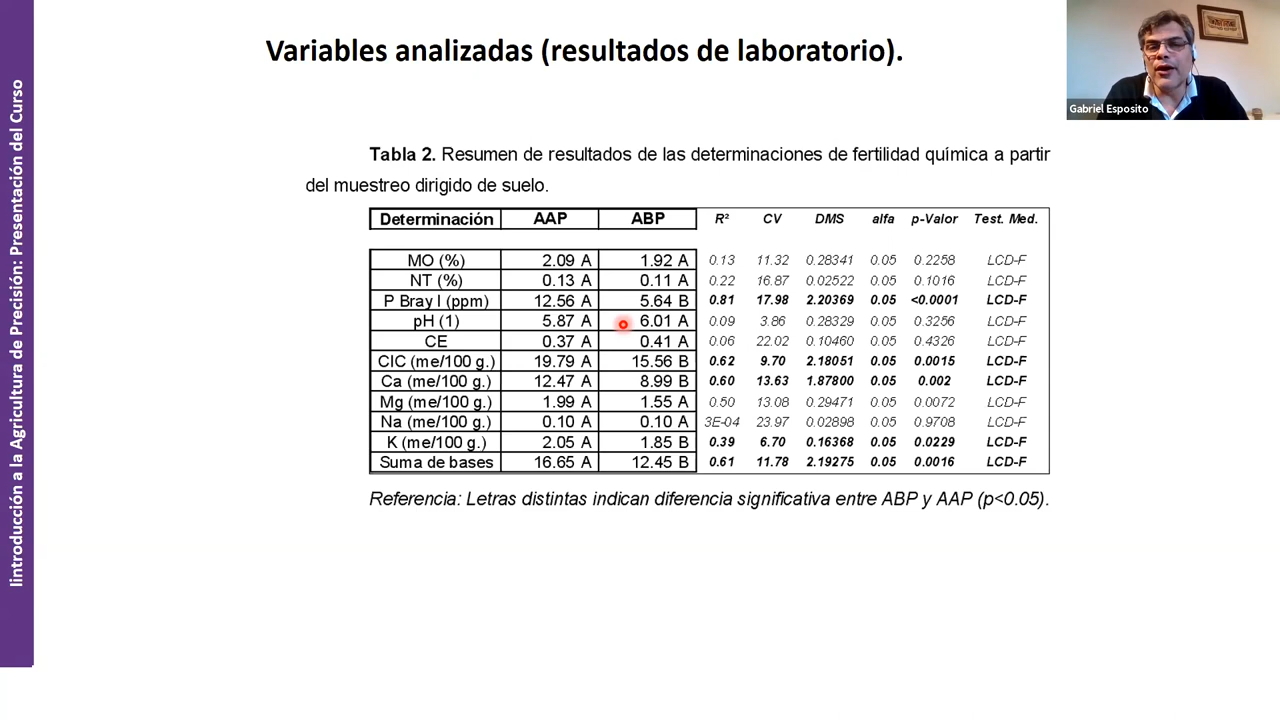 Variables analizadas (resultados de laboratorio).
Gabriel Esposito
Iintroducción a la Agricultura de Precisión: Presentación del Curso
Tabla 2. Resumen de resultados de las determinaciones de fertilidad química a partir
del muestreo dirigido de suelo.
Determinación AAP ABP R² CV DMS alfa p-Valor Test. Med.
MO (%) 2.09 A 1.92 A 0.13 11.32 0.28341 0.05 0.2258 LCD-F
NT (%) 0.13 A 0.11 A 0.22 16.87 0.02522 0.05 0.1016 LCD-F
P Bray I (ppm) 12.56 A 5.64 B 0.81 17.98 2.20369 0.05 <0.0001 LCD-F
pH (1) 5.87 A 6.01 A 0.09 3.86 0.28329 0.05 0.3256 LCD-F
CE 0.37 A 0.41 A 0.06 22.02 0.10460 0.05 0.4326 LCD-F
CIC (me/100 g.) 19.79 A 15.56 B 0.62 9.70 2.18051 0.05 0.0015 LCD-F
Ca (me/100 g.) 12.47 A 8.99 B 0.60 13.63 1.87800 0.05 0.002 LCD-F
Mg (me/100 g.) 1.99 A 1.55 A 0.50 13.08 0.29471 0.05 0.0072 LCD-F
Na (me/100 g.) 0.10 A 0.10 A 3E-04 23.97 0.02898 0.05 0.9708 LCD-F
K (me/100 g.) 2.05 A 1.85 B 0.39 6.70 0.16368 0.05 0.0229 LCD-F
Suma de bases 16.65 A 12.45 B 0.61 11.78 2.19275 0.05 0.0016 LCD-F
Referencia: Letras distintas indican diferencia significativa entre ABP y AAP (p<0.05).